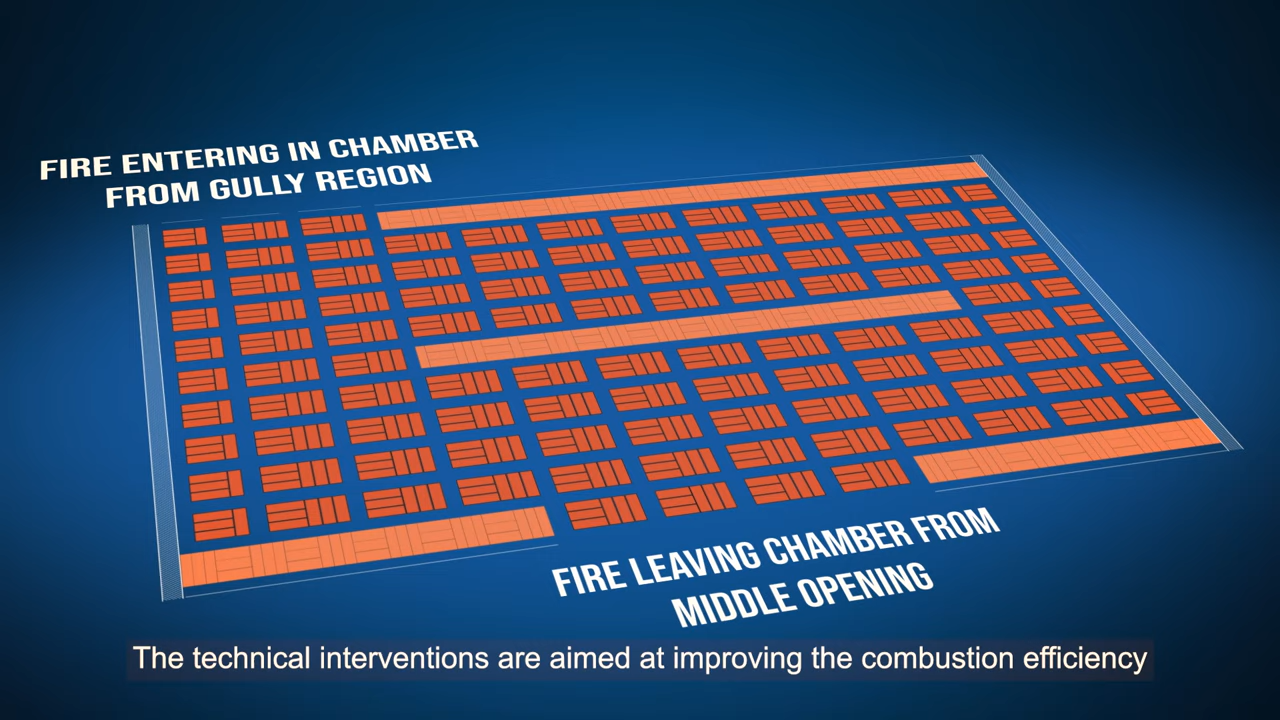 FIRE ENTERING IN CHAMBER
FROM GULLY REGION
FIRE LEAVING CHAMBER FROM
MIDDLE OPENING
The technical interventions are aimed at improving the combustion efficiency